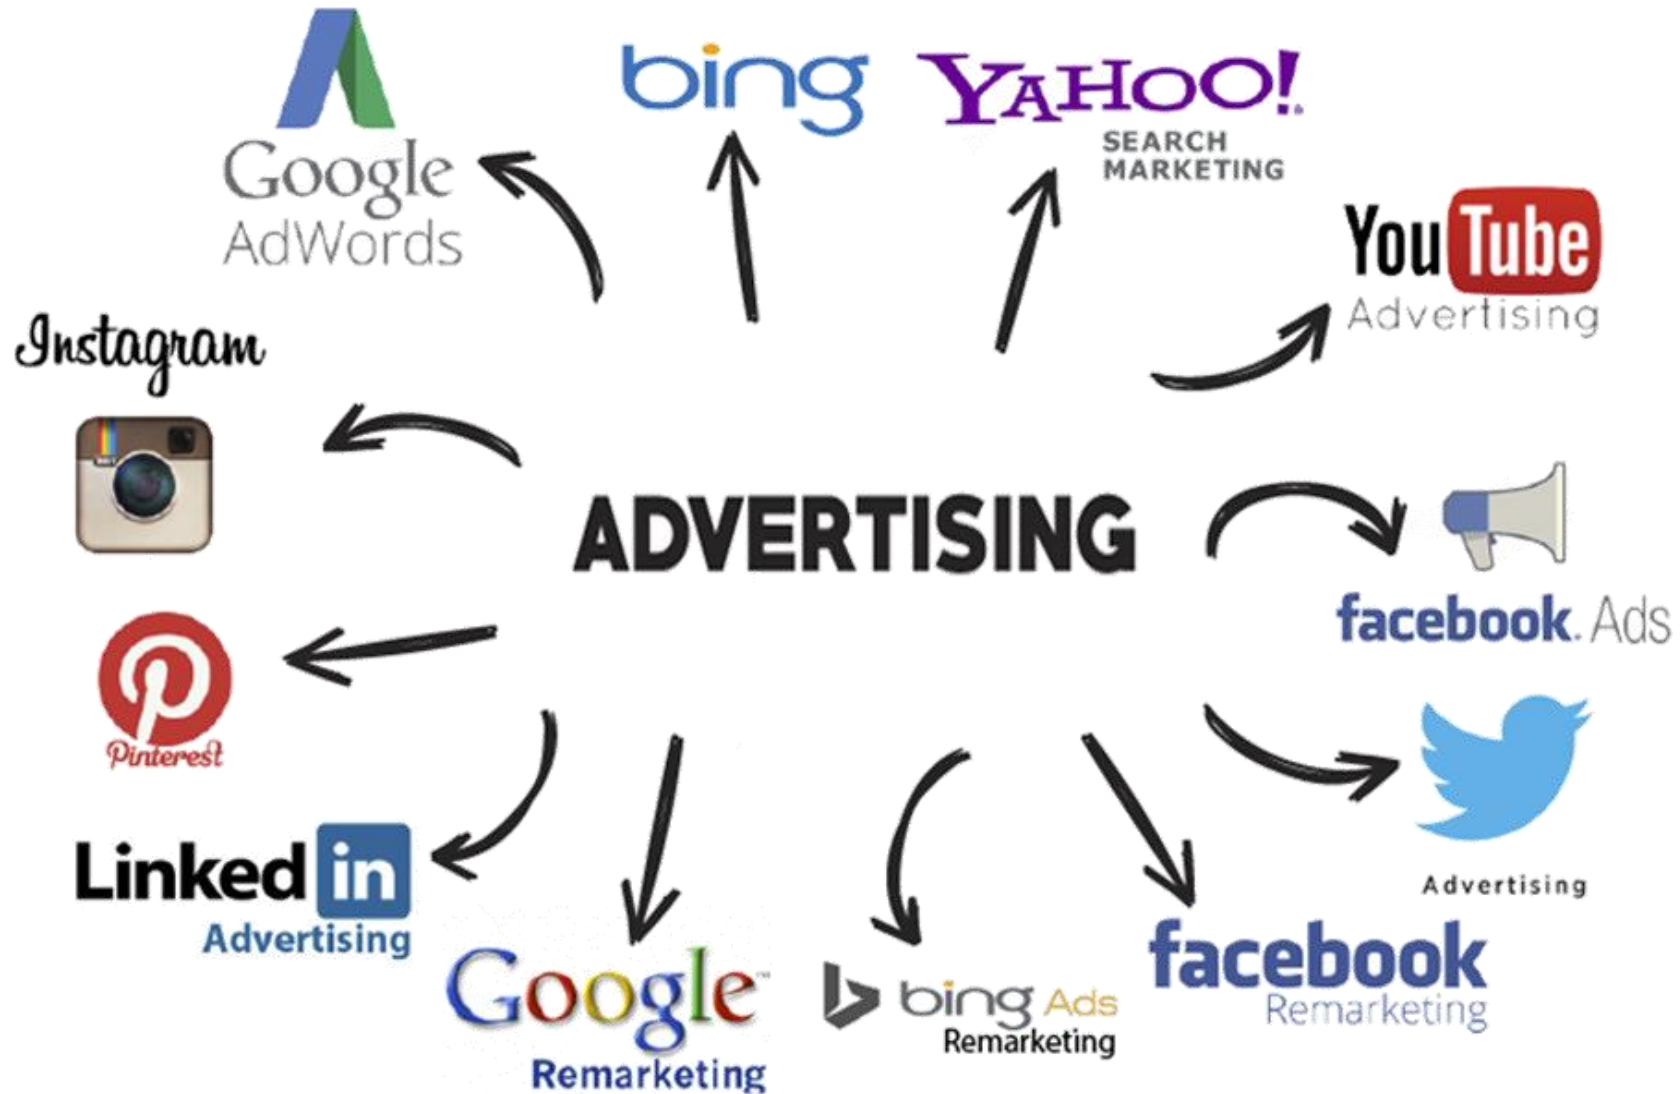 Google
AdWords
bing
YAHOO!
SEARCH
MARKETING
YouTube
Advertising
Instagram
ADVERTISING
facebook. Ads
Pinterest
Linked in
Advertising
Advertising
Google™
Remarketing
bing Ads
Remarketing
facebook
Remarketing